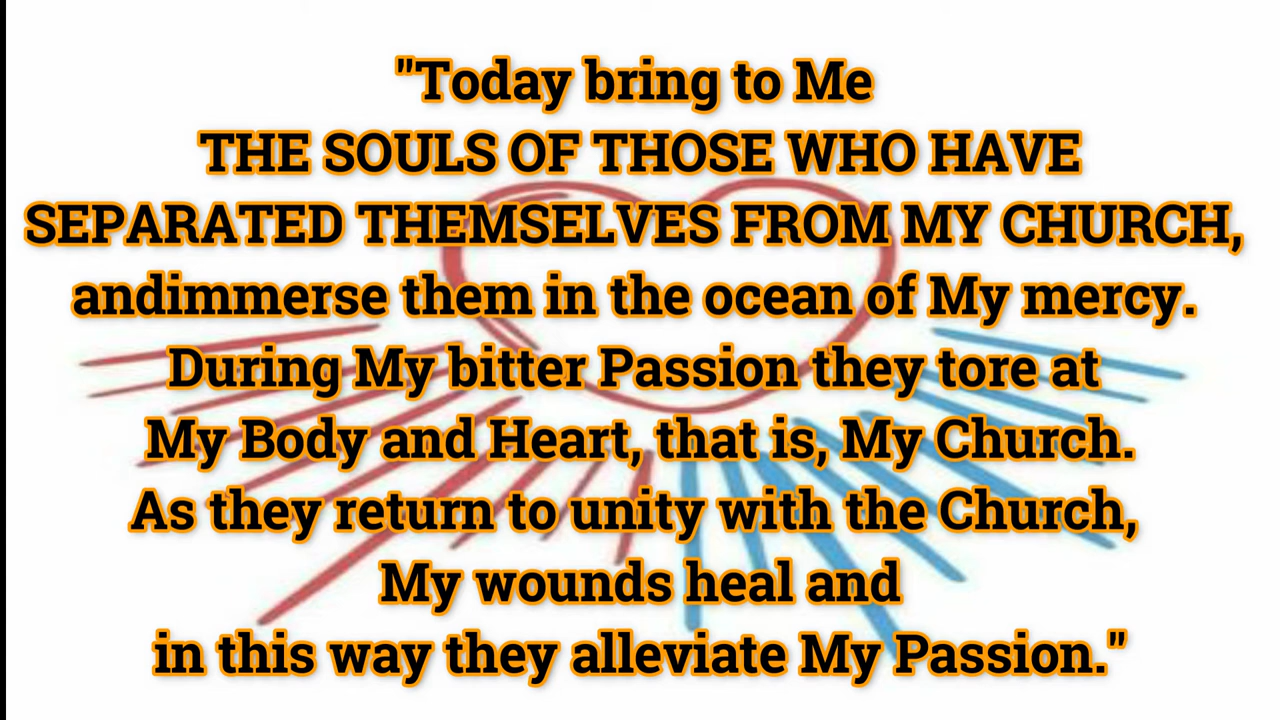 "Today bring to Me
THE SOULS OF THOSE WHO HAVE
SEPARATED THEMSELVES FROM MY CHURCH,
andimmerse them in the ocean of My mercy.
During My bitter Passion they tore at
My Body and Heart, that is, My Church.
As they return to unity with the Church,
My wounds heal and
in this way they alleviate My Passion."